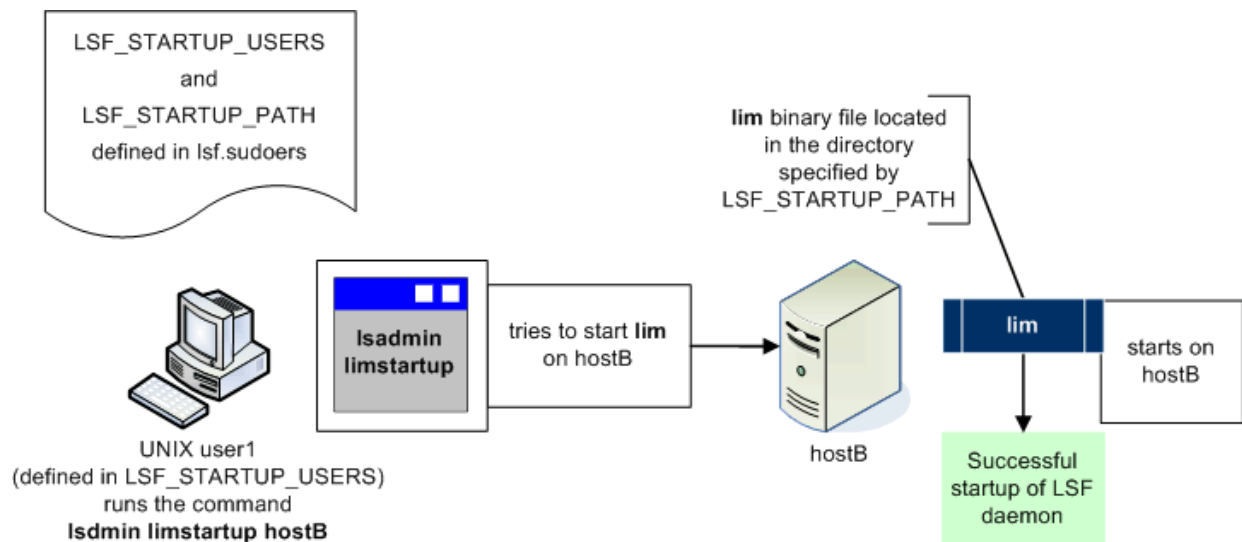 LSF_STARTUP_USERS
and
LSF_STARTUP_PATH
defined in lsf.sudoers
lim binary file located
in the directory
specified by
LSF_STARTUP_PATH
lsadmin
limstartup
tries to start lim
on hostB
hostB
lim
starts on
hostB
Successful
startup of LSF
daemon
UNIX user1
(defined in LSF_STARTUP_USERS)
runs the command
lsdmin limstartup hostB